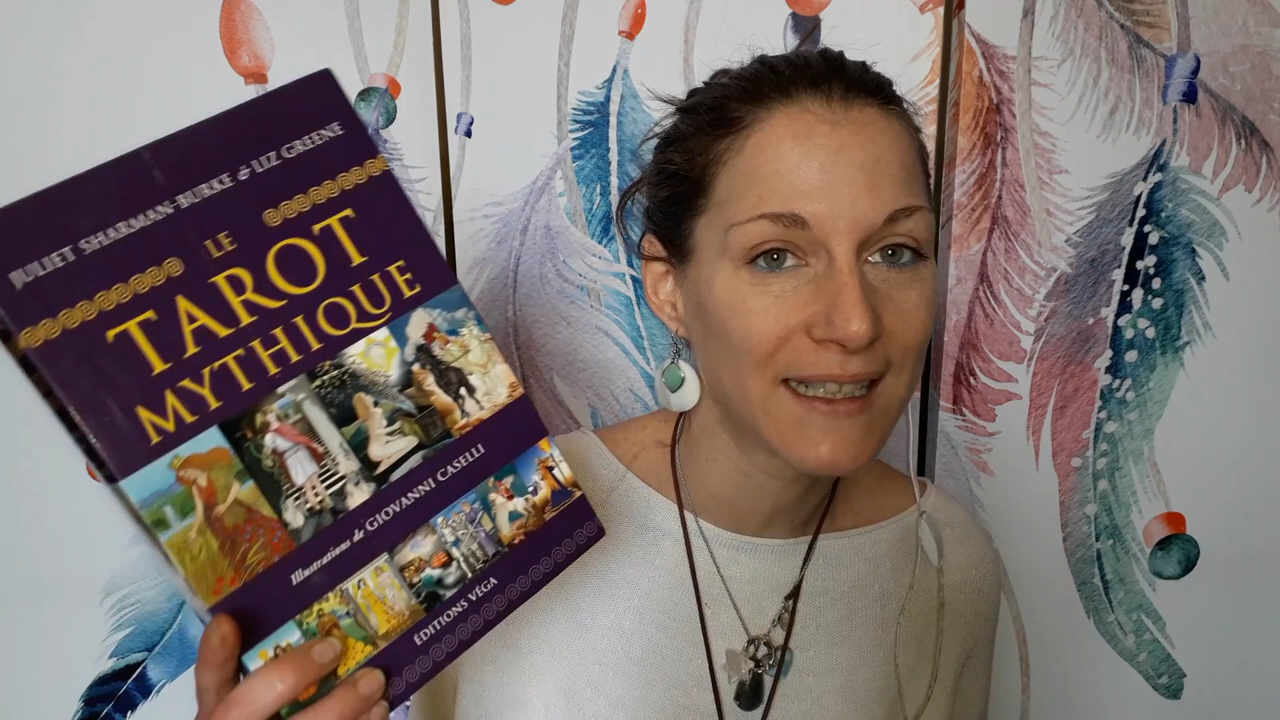 JULIET SHARMAN-BURKE & LIZ GREENE
LE
TAROT
MYTHIQUE
Illustrations de GIOVANNI CASELLI
ÉDITIONS VÉGA